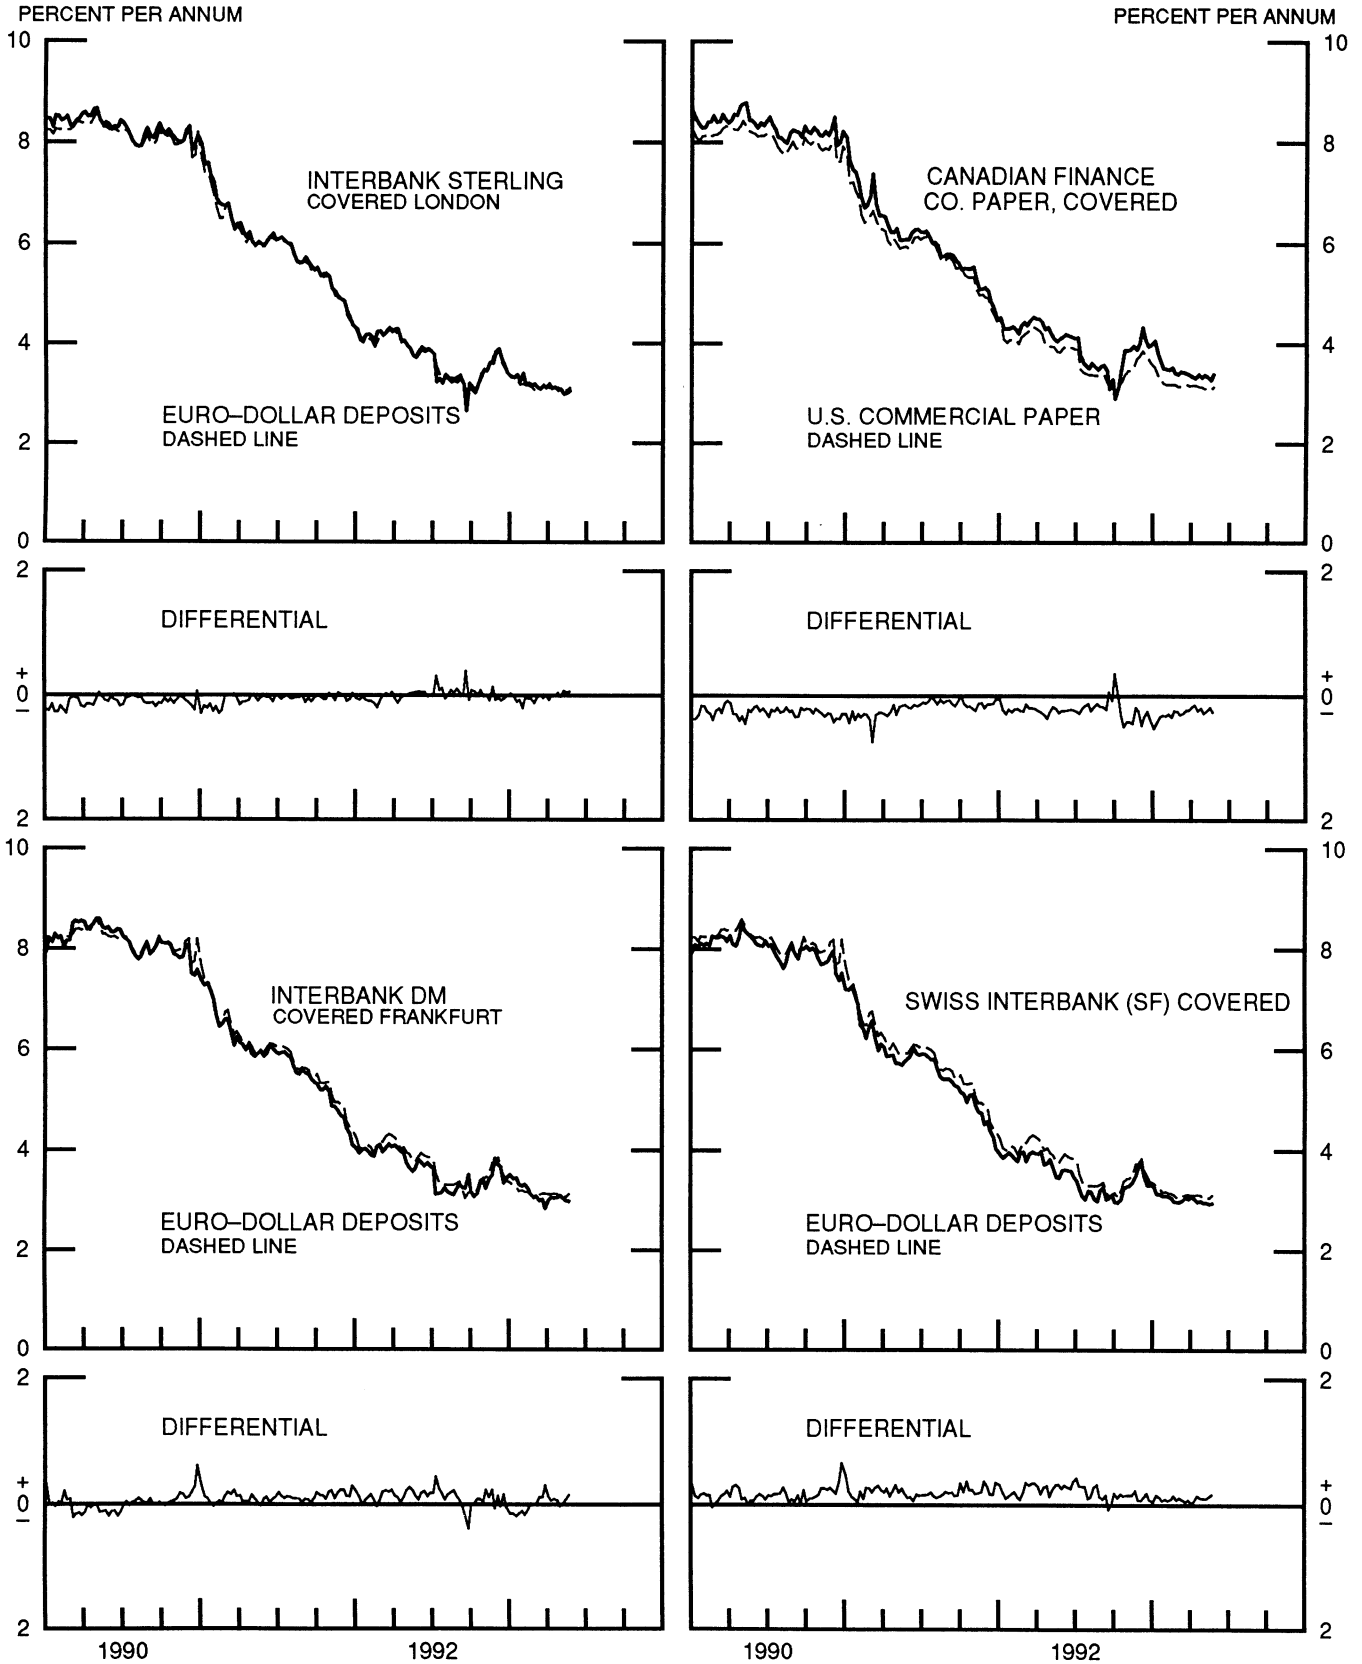 PERCENT PER ANNUM
PERCENT PER ANNUM
10
8
6
4
2
0
INTERBANK STERLING
COVERED LONDON
EURO–DOLLAR DEPOSITS
DASHED LINE
CANADIAN FINANCE
CO. PAPER, COVERED
U.S. COMMERCIAL PAPER
DASHED LINE
10
8
6
4
2
0
2
+
0
–
2
DIFFERENTIAL
DIFFERENTIAL
2
+
0
–
2
10
8
6
4
2
0
INTERBANK DM
COVERED FRANKFURT
EURO–DOLLAR DEPOSITS
DASHED LINE
SWISS INTERBANK (SF) COVERED
EURO–DOLLAR DEPOSITS
DASHED LINE
10
8
6
4
2
0
2
+
0
–
2
DIFFERENTIAL
DIFFERENTIAL
2
+
0
–
2
1990
1992
1990
1992